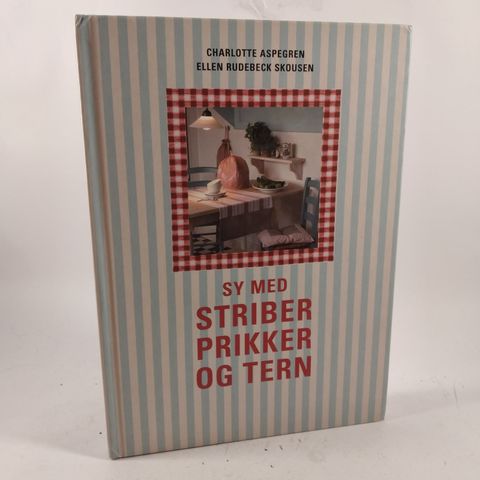 CHARLOTTE ASPEGREN
ELLEN RUDEBECK SKOUSEN
SY MED
STRIBER
PRIKKER
OG TERN